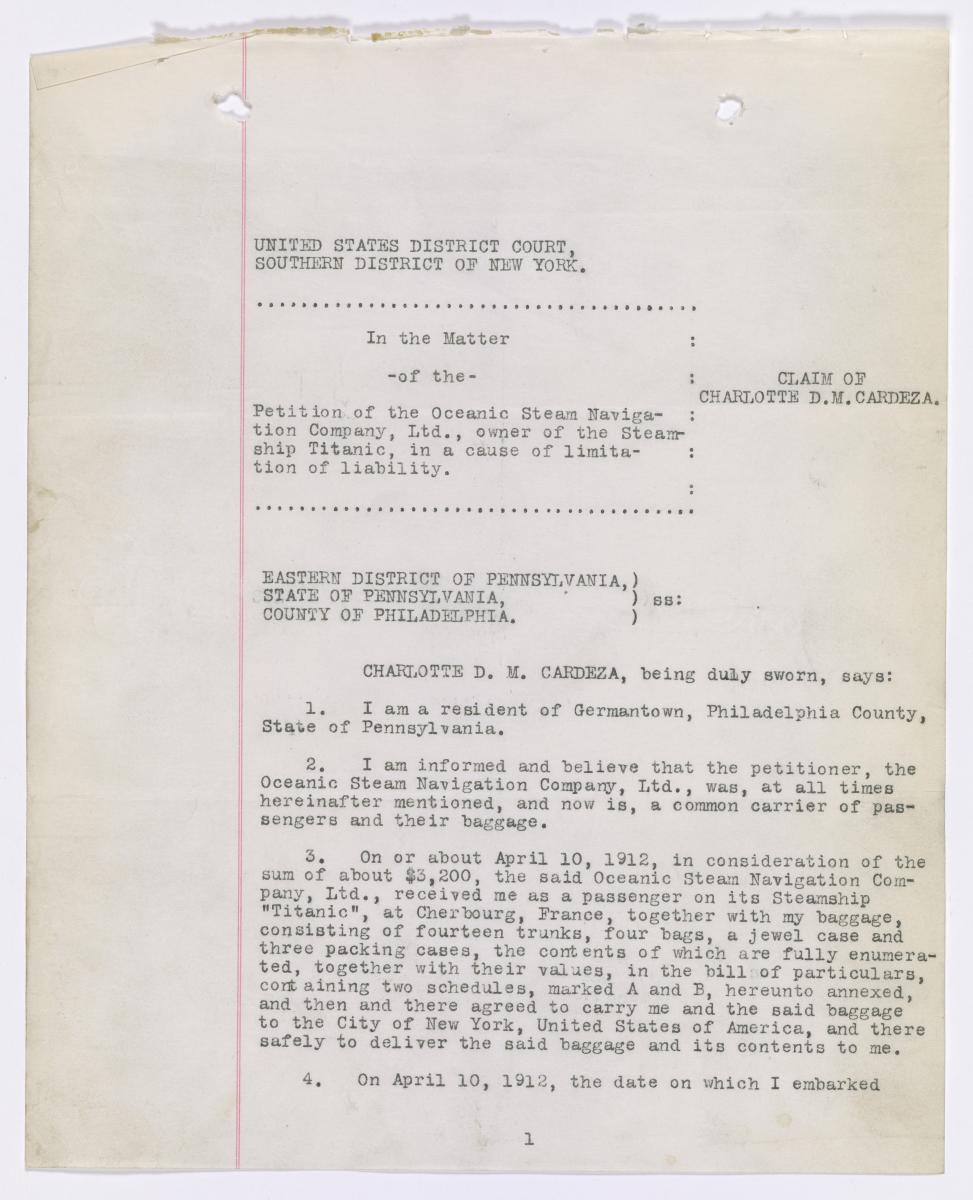 UNITED STATES DISTRICT COURT,
SOUTHERN DISTRICT OF NEW YORK.
In the Matter :
-of the- : CLAIM OF
CHARLOTTE D.M.CARDEZA.
Petition of the Oceanic Steam Naviga- :
tion Company, Ltd., owner of the Steam-
ship Titanic, in a cause of limita- :
tion of liability.
:
EASTERN DISTRICT OF PENNSYLVANIA,)
STATE OF PENNSYLVANIA, ) ss:
COUNTY OF PHILADELPHIA. )
CHARLOTTE D. M. CARDEZA, being duly sworn, says:
1. I am a resident of Germantown, Philadelphia County,
State of Pennsylvania.
2. I am informed and believe that the petitioner, the
Oceanic Steam Navigation Company, Ltd., was, at all times
hereinafter mentioned, and now is, a common carrier of pas-
sengers and their baggage.
3. On or about April 10, 1912, in consideration of the
sum of about $3,200, the said Oceanic Steam Navigation Com-
pany, Ltd., received me as a passenger on its Steamship
"Titanic", at Cherbourg, France, together with my baggage,
consisting of fourteen trunks, four bags, a jewel case and
three packing cases, the contents of which are fully enumera-
ted, together with their values, in the bill of particulars,
containing two schedules, marked A and B, hereunto annexed,
and then and there agreed to carry me and the said baggage
to the City of New York, United States of America, and there
safely to deliver the said baggage and its contents to me.
4. On April 10, 1912, the date on which I embarked
1